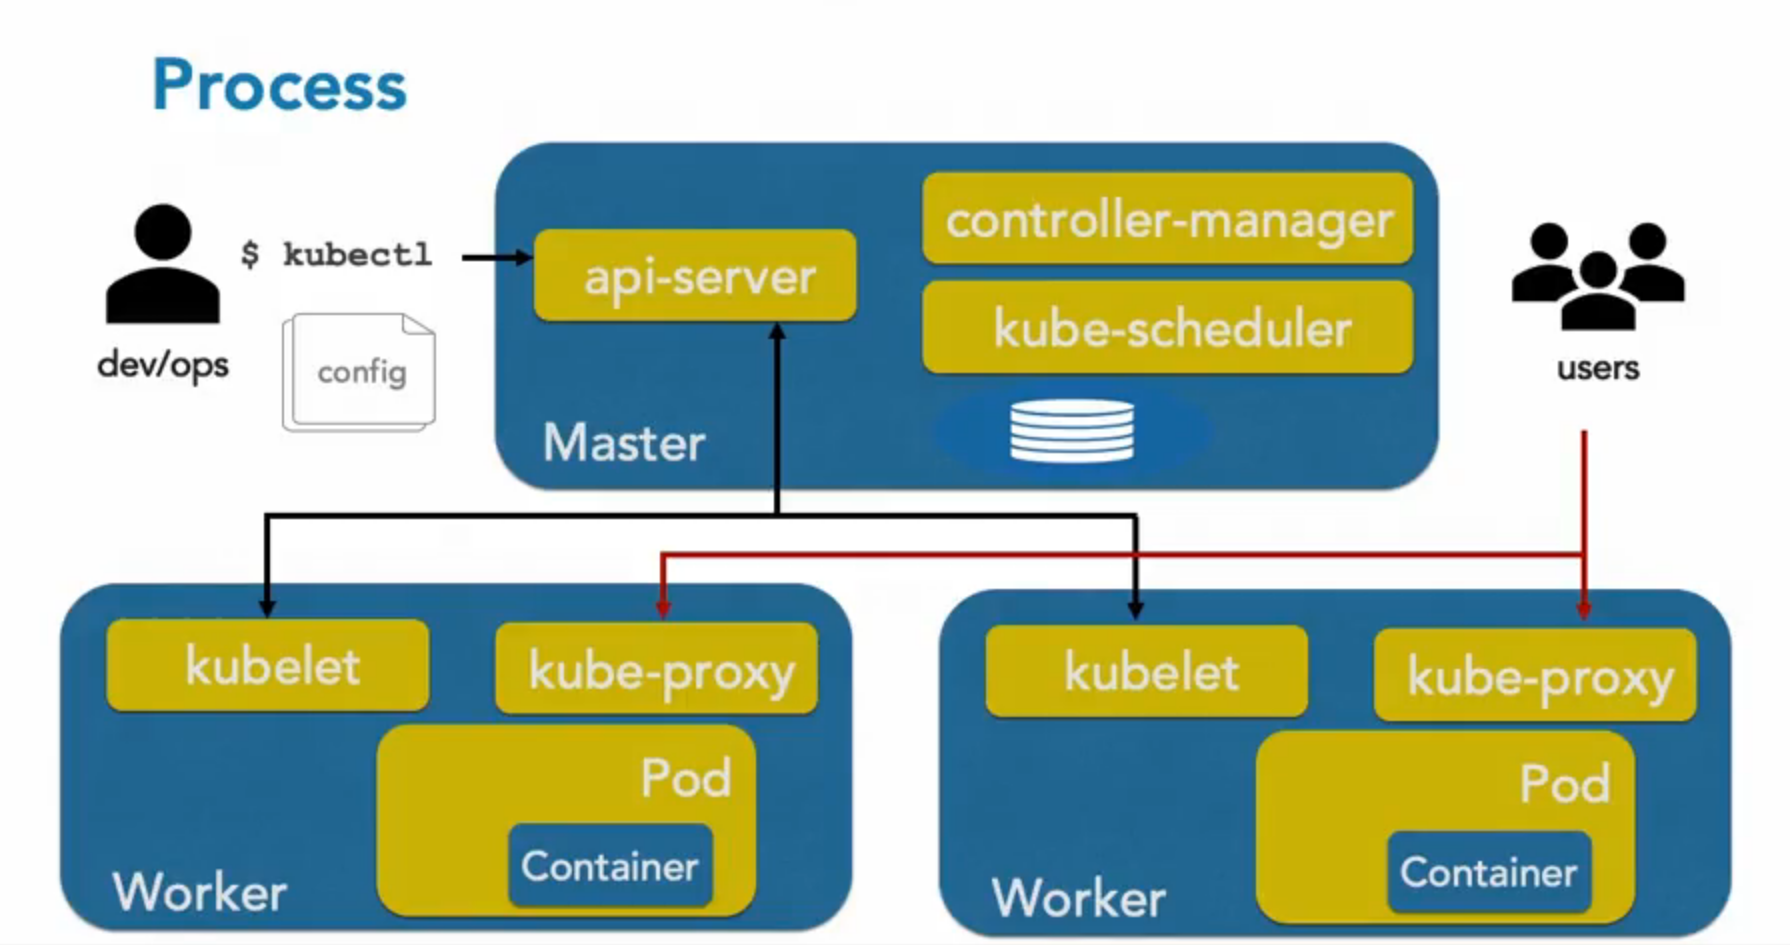 Process
$ kubectl
config
dev/ops
api-server
controller-manager
kube-scheduler
Master
users
kubelet
kube-proxy
Pod
Container
Worker
kubelet
kube-proxy
Pod
Container
Worker